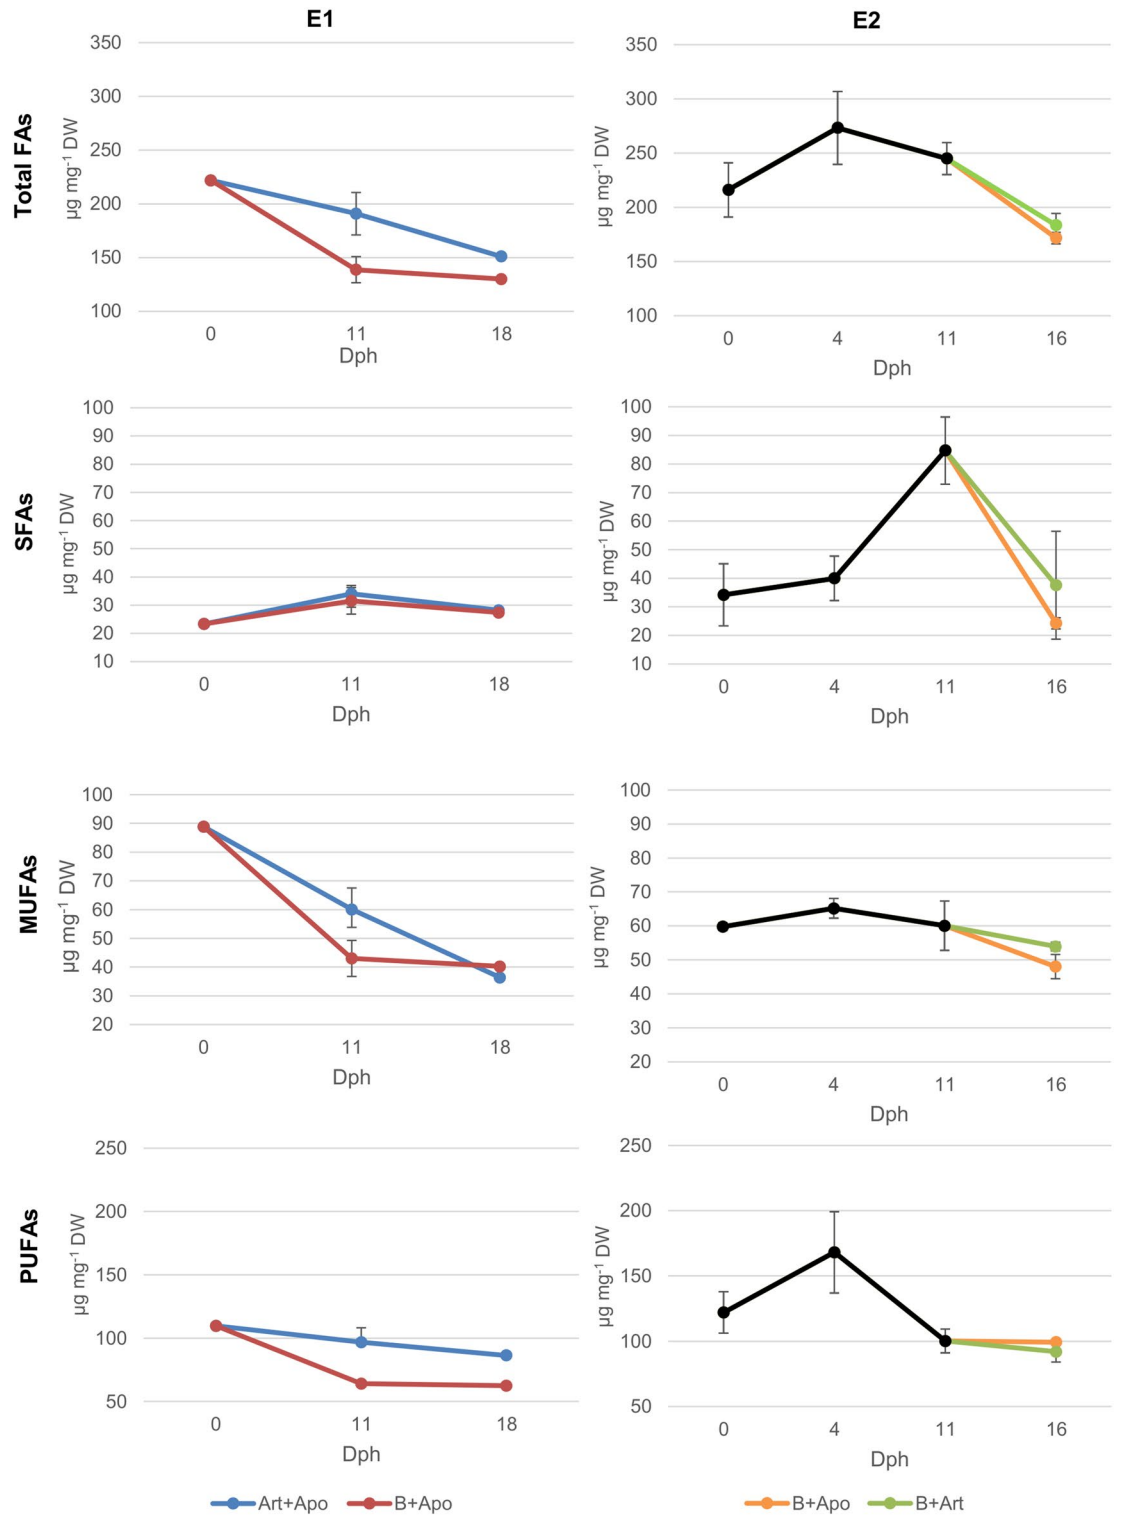 E1
E2
Total FAs
µg mg⁻¹ DW
350
300
250
200
150
100
0 11 18
Dph
µg mg⁻¹ DW
350
300
250
200
150
100
0 4 11 16
Dph
SFAs
µg mg⁻¹ DW
100
90
80
70
60
50
40
30
20
10
0 11 18
Dph
µg mg⁻¹ DW
100
90
80
70
60
50
40
30
20
10
0 4 11 16
Dph
MUFAs
µg mg⁻¹ DW
100
90
80
70
60
50
40
30
20
0 11 18
Dph
µg mg⁻¹ DW
100
90
80
70
60
50
40
30
20
0 4 11 16
Dph
PUFAs
µg mg⁻¹ DW
250
200
150
100
50
0 11 18
Dph
µg mg⁻¹ DW
250
200
150
100
50
0 4 11 16
Dph
Art+Apo B+Apo
B+Apo B+Art